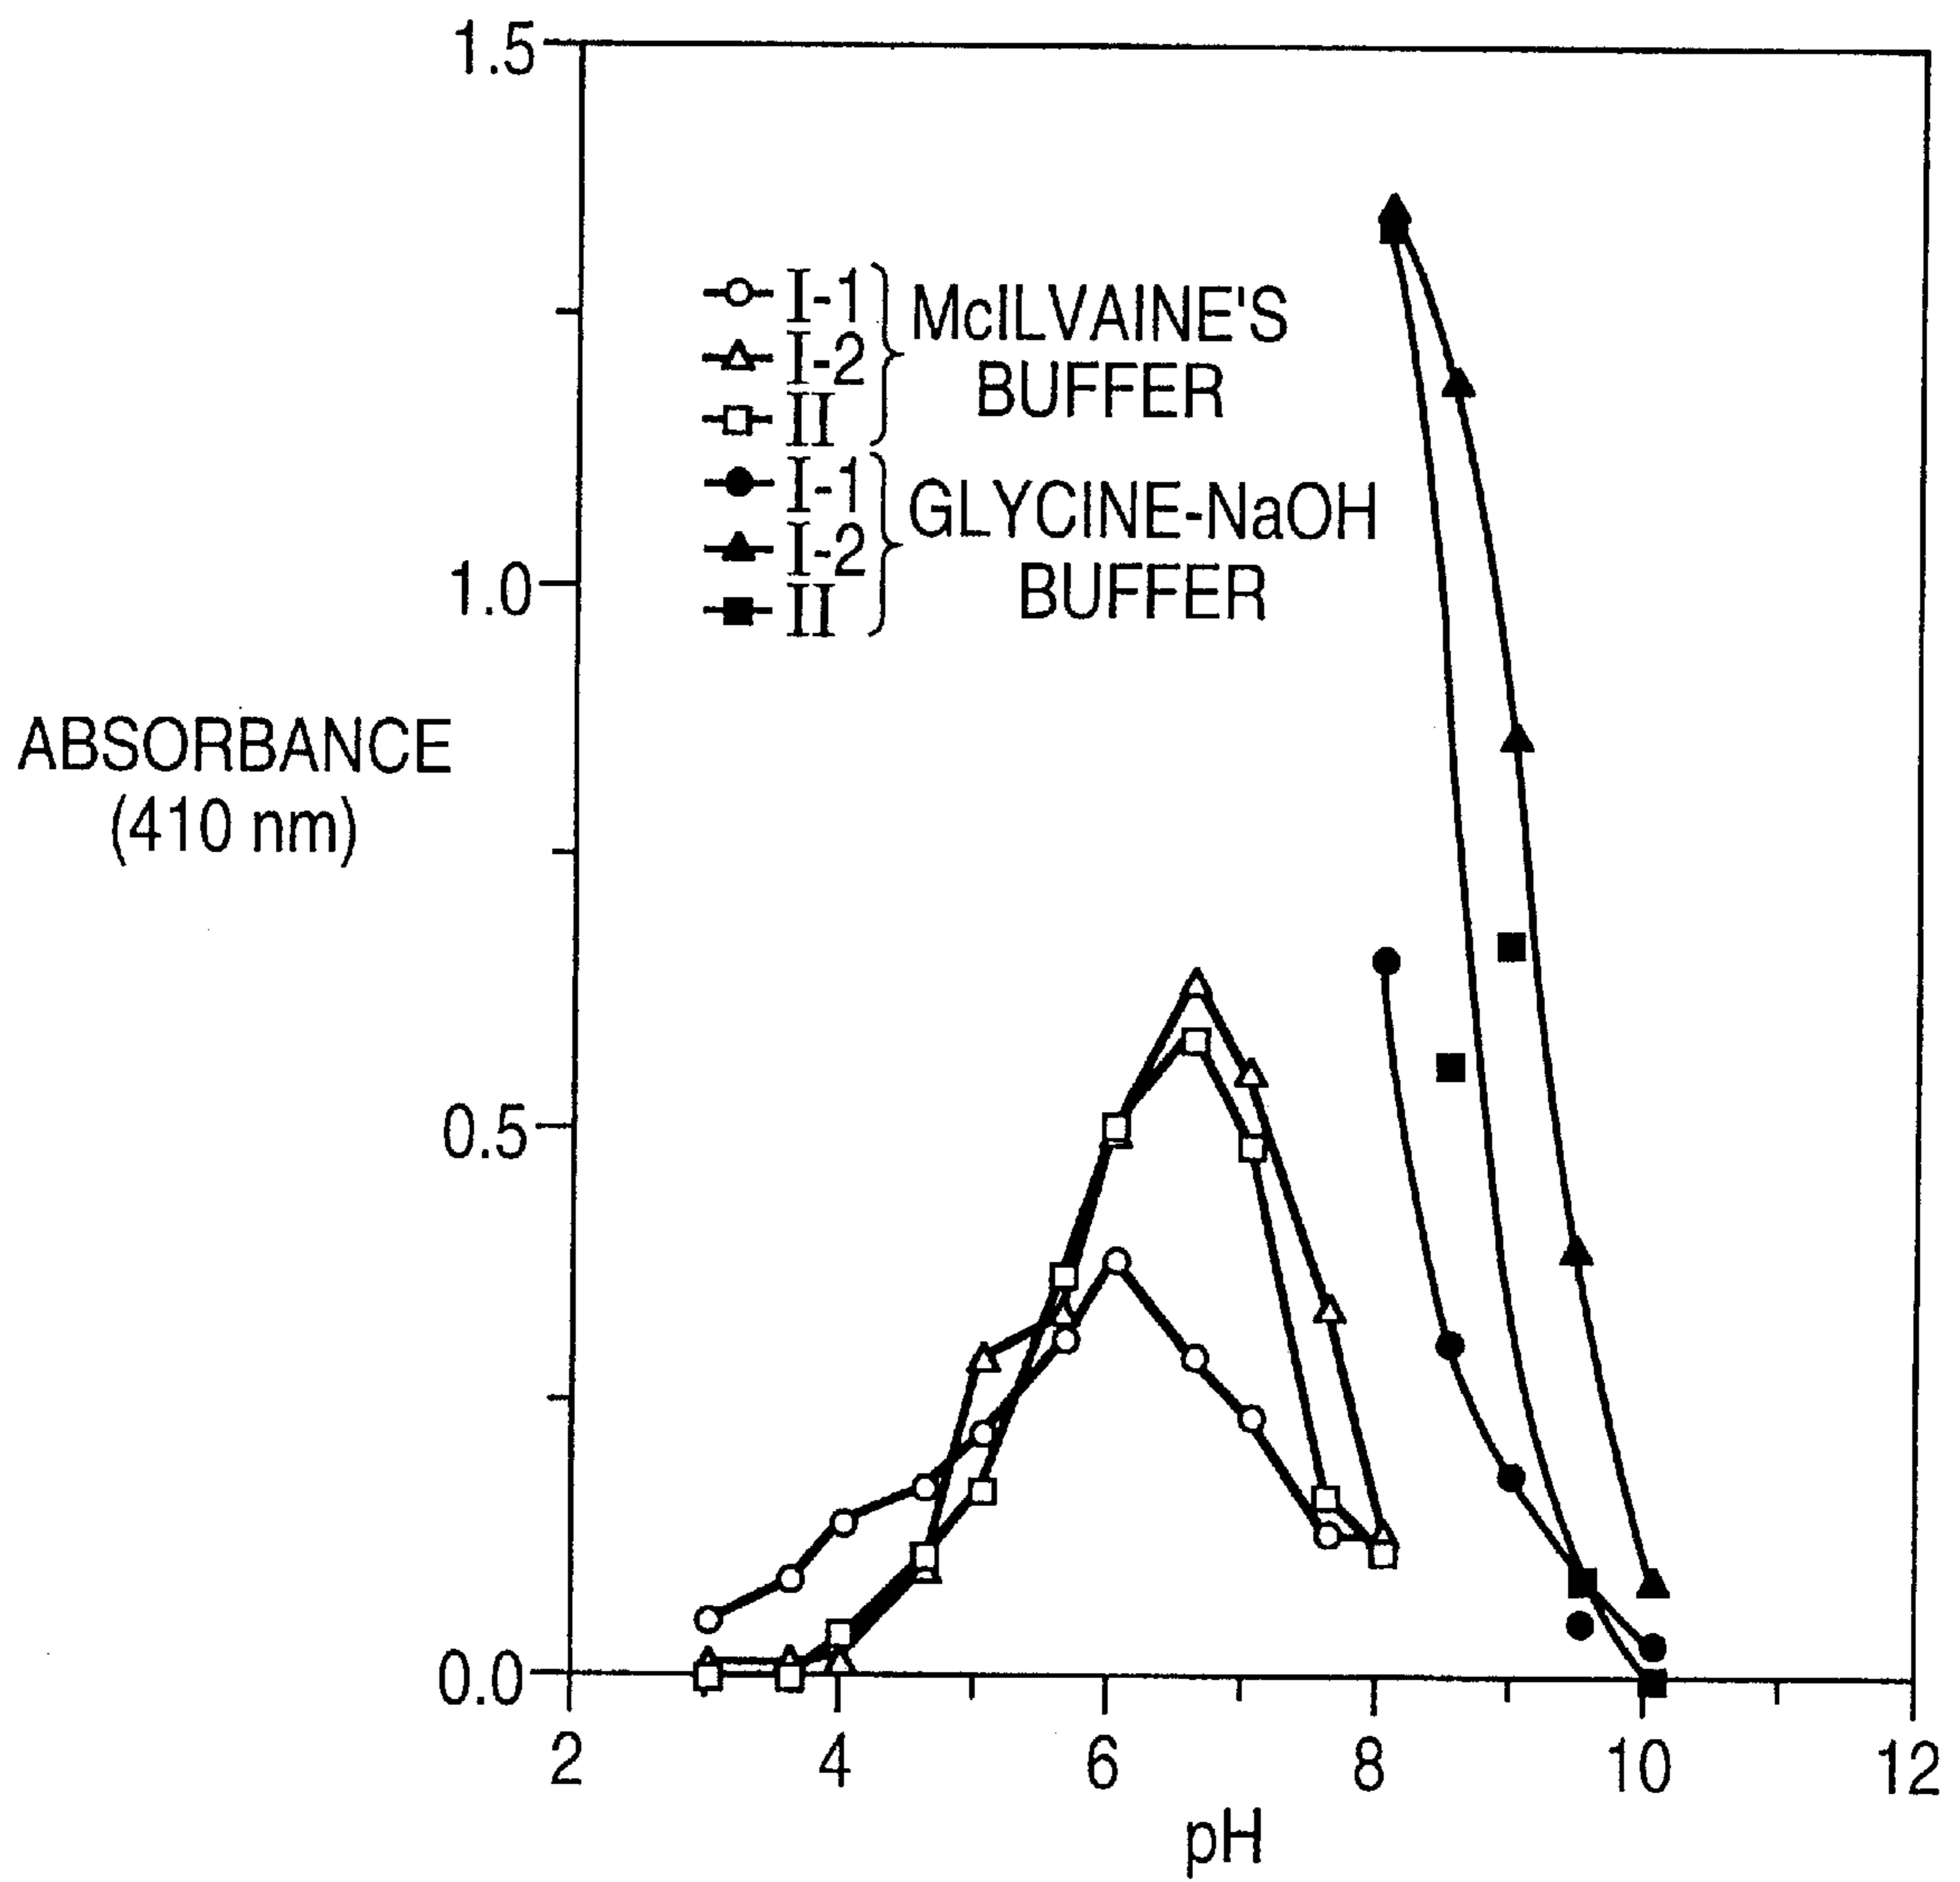 1.5
I-1
I-2
II
McILVAINE'S
BUFFER
I-1
I-2
II
GLYCINE-NaOH
BUFFER
1.0
ABSORBANCE
(410 nm)
0.5
0.0
2 4 6 8 10 12
pH